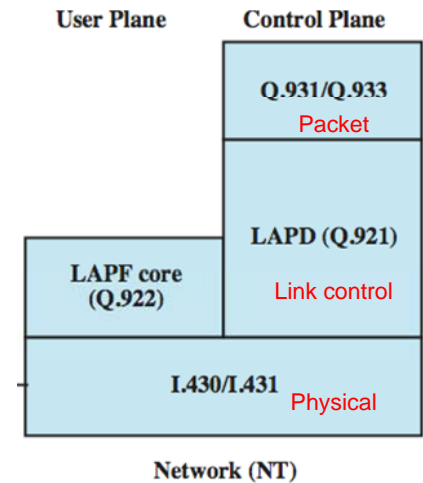 User Plane Control Plane
Q.931/Q.933
Packet
LAPD (Q.921)
LAPF core
(Q.922)
Link control
I.430/I.431
Physical
Network (NT)